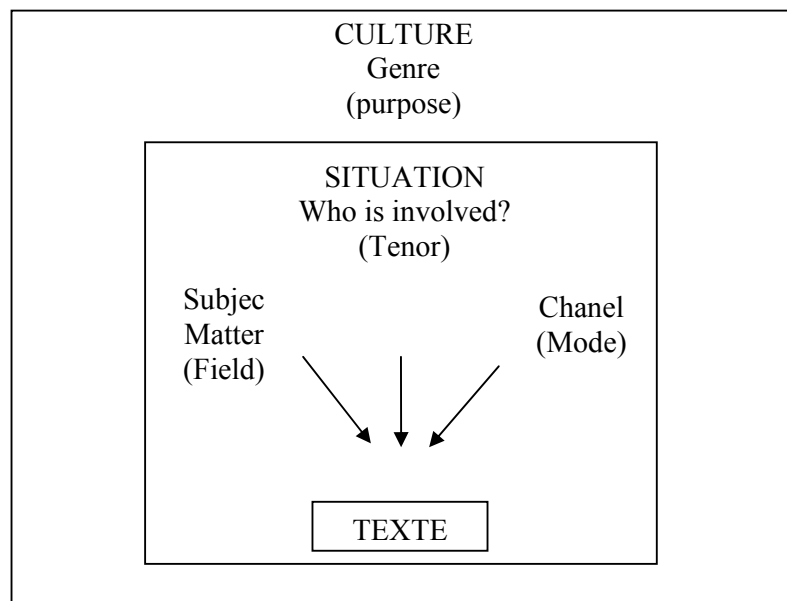 CULTURE
Genre
(purpose)
SITUATION
Who is involved?
(Tenor)
Subjec
Matter
(Field)
Chanel
(Mode)
TEXTE